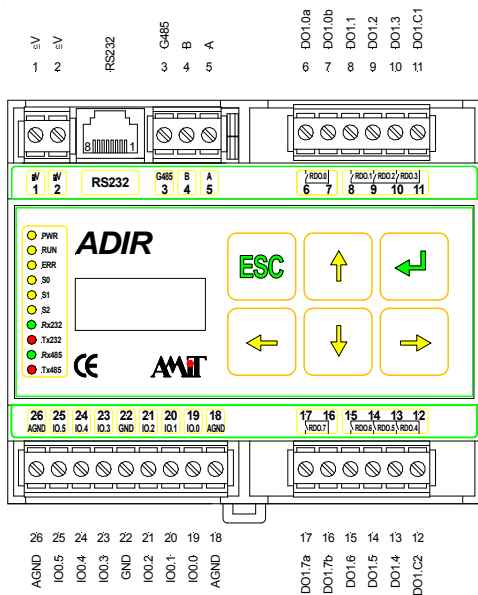 RS232 G485 B A DO1.0a DO1.0b DO1.1 DO1.2 DO1.3 DO1.C1
1 2 3 4 5 6 7 8 9 10 11
8 1
RS232 G485 B A RDO.0 RDO.1 RDO.2 RDO.3
1 2 3 4 5 6 7 8 9 10 11
PWR
RUN
ERR
S0
S1
S2
Rx232
Tx232
Rx485
Tx485
ADIR
CE
AMiT
ESC
26 25 24 23 22 21 20 19 18 17 16 15 14 13 12
AGND IO.5 IO.4 IO.3 GND IO.2 IO.1 IO.0 AGND RDO.7 RDO.6 RDO.5 RDO.4
26 25 24 23 22 21 20 19 18 17 16 15 14 13 12
AGND IO0.5 IO0.4 IO0.3 GND IO0.2 IO0.1 IO0.0 AGND DO1.7a DO1.7b DO1.6 DO1.5 DO1.4 DO1.C2